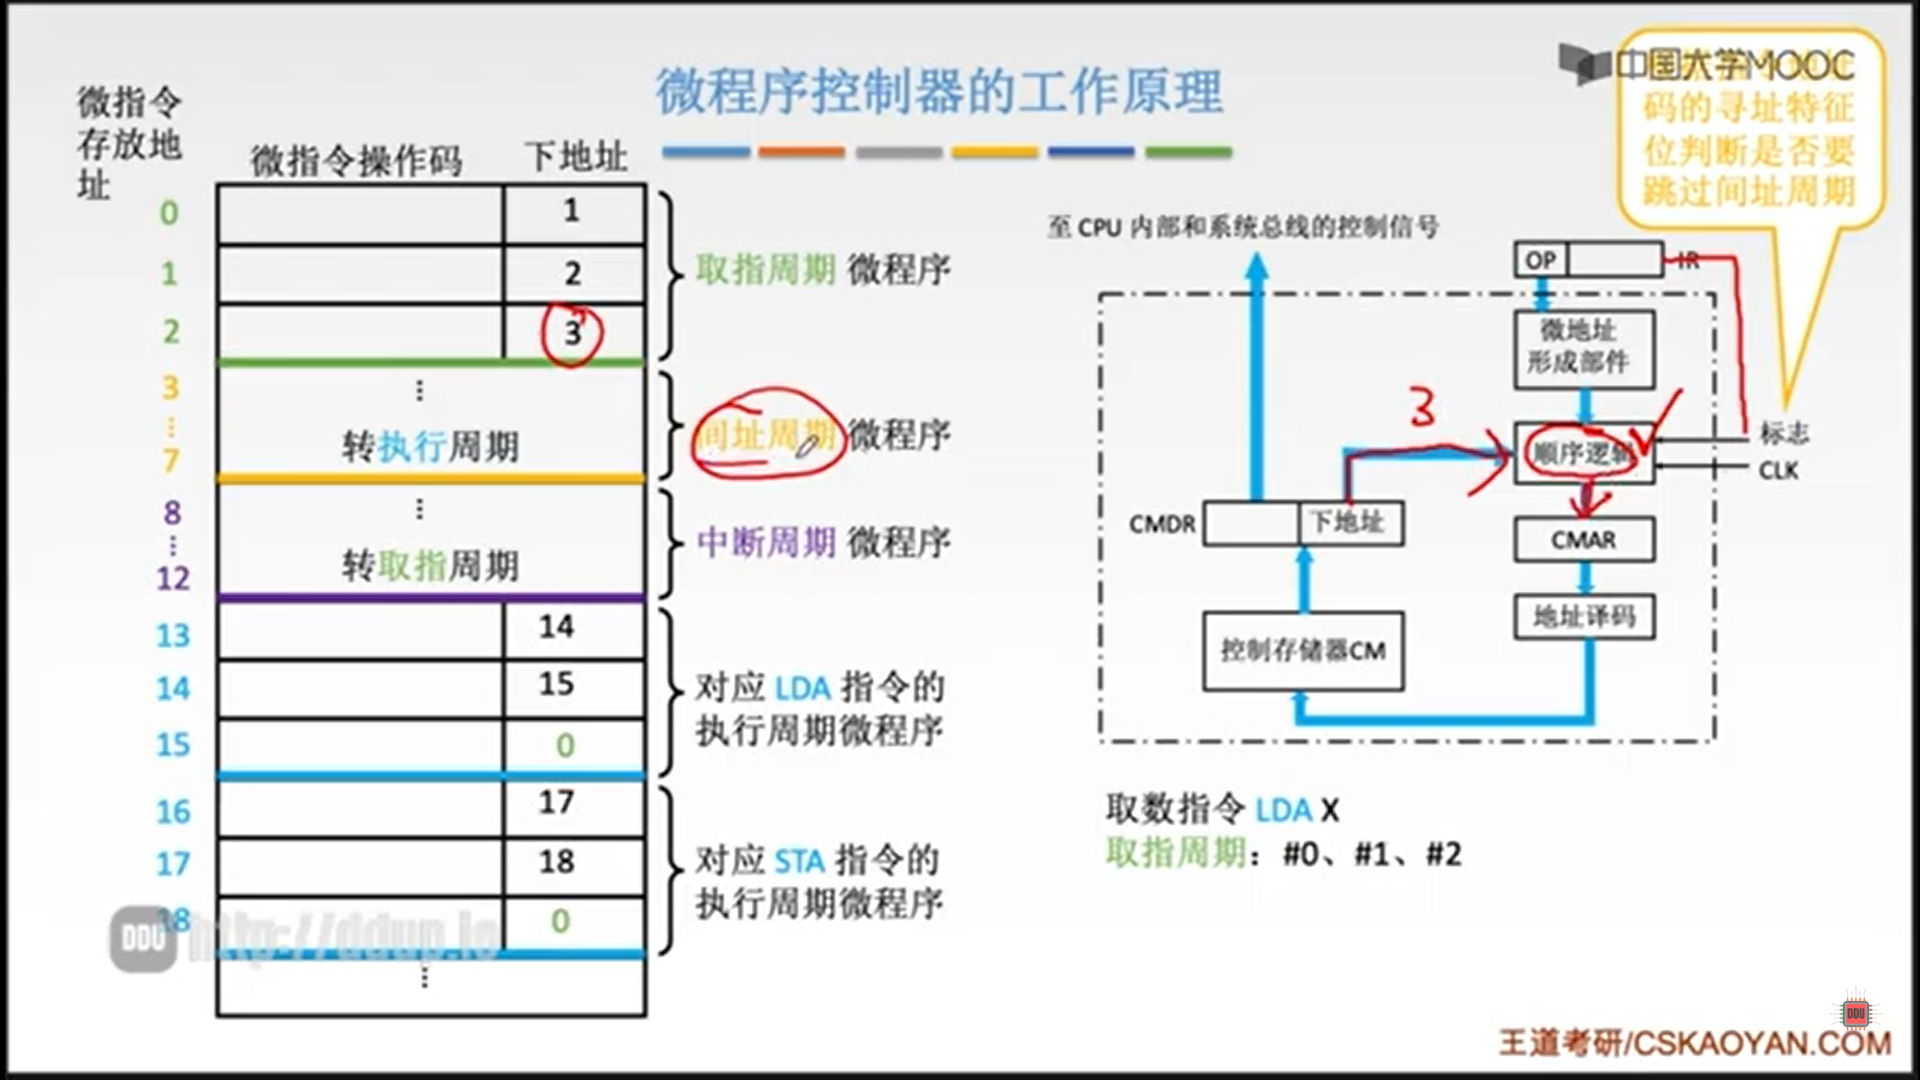 微程序控制器的工作原理
中国大学MOOC
码的寻址特征
位判断是否要
跳过间址周期
微指令
存放地
址
微指令操作码
下地址
0
1
1
2
2
3
取指周期 微程序
3
⋮
7
⋮
转执行周期
间址周期 微程序
8
⋮
12
⋮
转取指周期
中断周期 微程序
13
14
14
15
15
0
对应 LDA 指令的
执行周期微程序
16
17
17
18
18
0
对应 STA 指令的
执行周期微程序
⋮
至 CPU 内部和系统总线的控制信号
OP
IR
微地址
形成部件
3
顺序逻辑
标志
CLK
CMDR
下地址
CMAR
控制存储器CM
地址译码
取数指令 LDA X
取指周期：#0、#1、#2
DDU http://ddup.io
DDU
王道考研/CSKAOYAN.COM